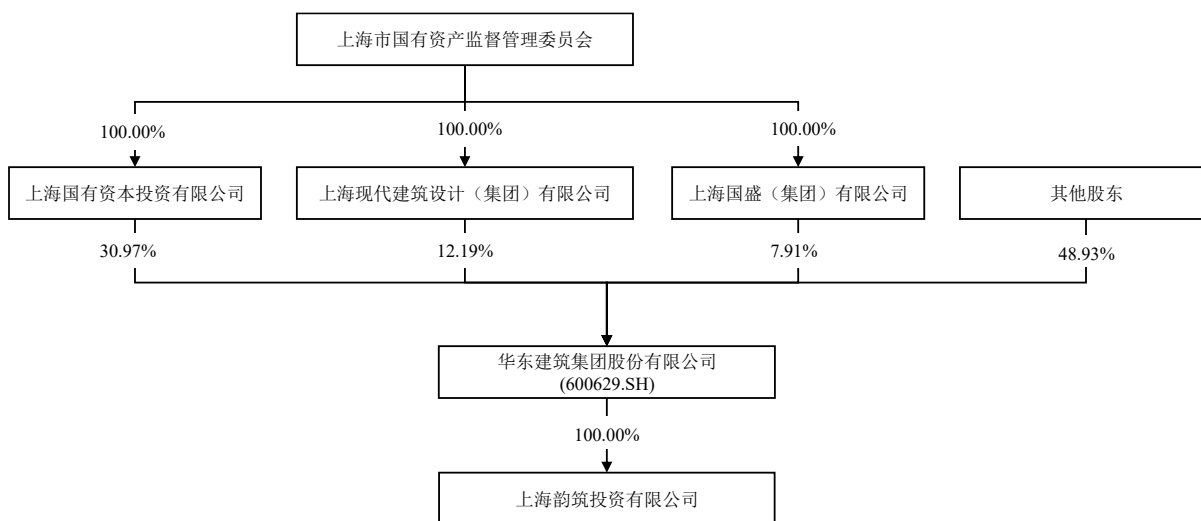 上海市国有资产监督管理委员会
100.00%
100.00%
100.00%
上海国有资本投资有限公司
上海现代建筑设计（集团）有限公司
上海国盛（集团）有限公司
其他股东
30.97%
12.19%
7.91%
48.93%
华东建筑集团股份有限公司
(600629.SH)
100.00%
上海韵筑投资有限公司